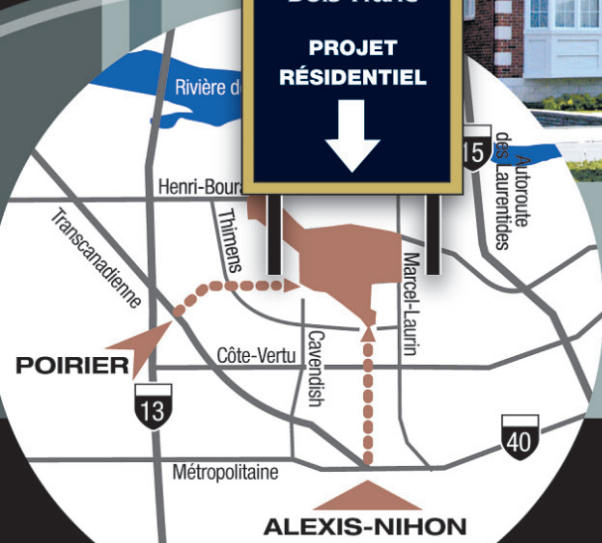 PROJET
RÉSIDENTIEL
Rivière
15
Autoroute
des Laurentides
Henri-Boura
Transcanadienne
Thimens
Marcel-Laurin
POIRIER
Côte-Vertu
Cavendish
13
40
Métropolitaine
ALEXIS-NIHON